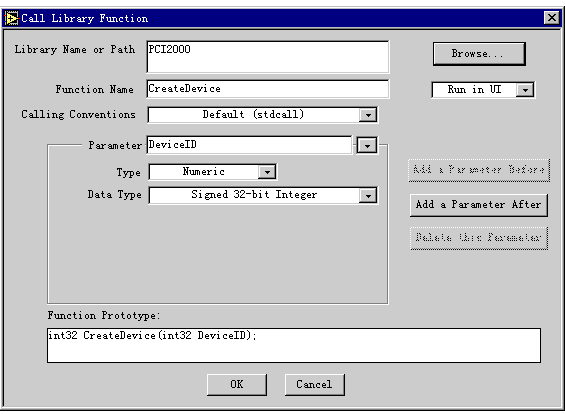 Call Library Function
Library Name or Path PCI2000
Browse...
Function Name CreateDevice
Run in UI
Calling Conventions Default (stdcall)
Parameter DeviceID
Type Numeric
Add a Parameter Before
Data Type Signed 32-bit Integer
Add a Parameter After
Delete this Parameter
Function Prototype:
int32 CreateDevice(int32 DeviceID);
OK Cancel